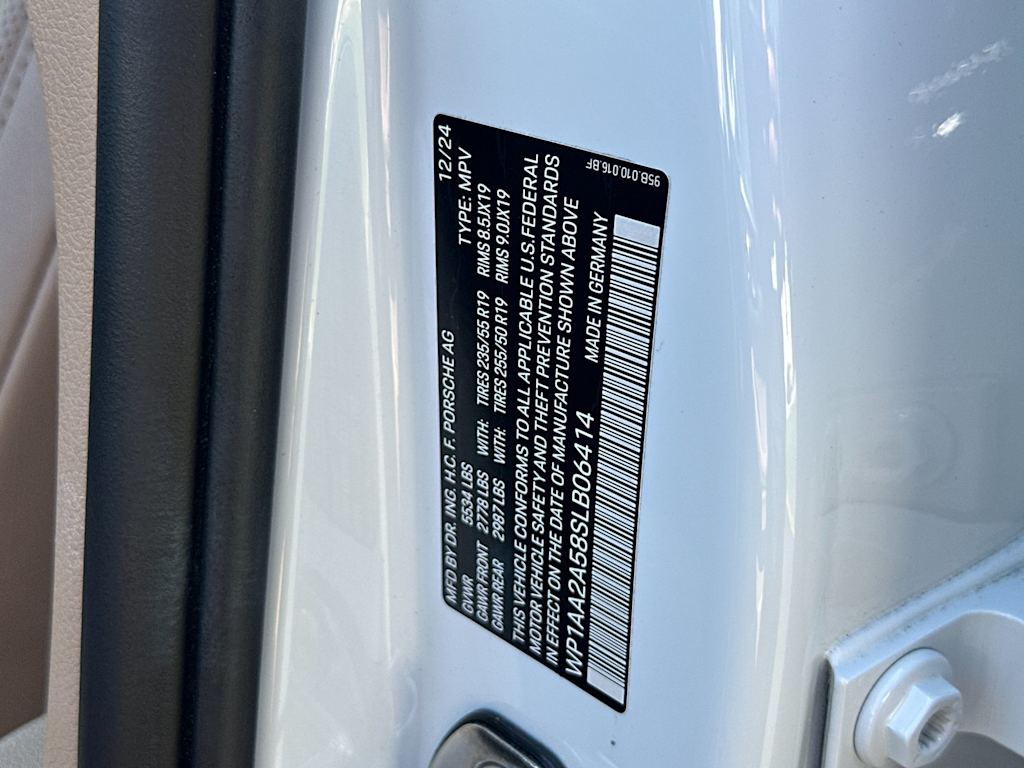 MFD BY DR. ING. H.C. F. PORSCHE AG 12/24
GVWR 5534 LBS TYPE: MPV
GAWR FRONT 2778 LBS WITH: TIRES 235/55 R19 RIMS 8.5JX19
GAWR REAR 2987 LBS WITH: TIRES 255/50 R19 RIMS 9.0JX19
THIS VEHICLE CONFORMS TO ALL APPLICABLE U.S. FEDERAL
MOTOR VEHICLE SAFETY AND THEFT PREVENTION STANDARDS
IN EFFECT ON THE DATE OF MANUFACTURE SHOWN ABOVE
WP1AA2A58SLB06414 MADE IN GERMANY
95B.010.016.BF